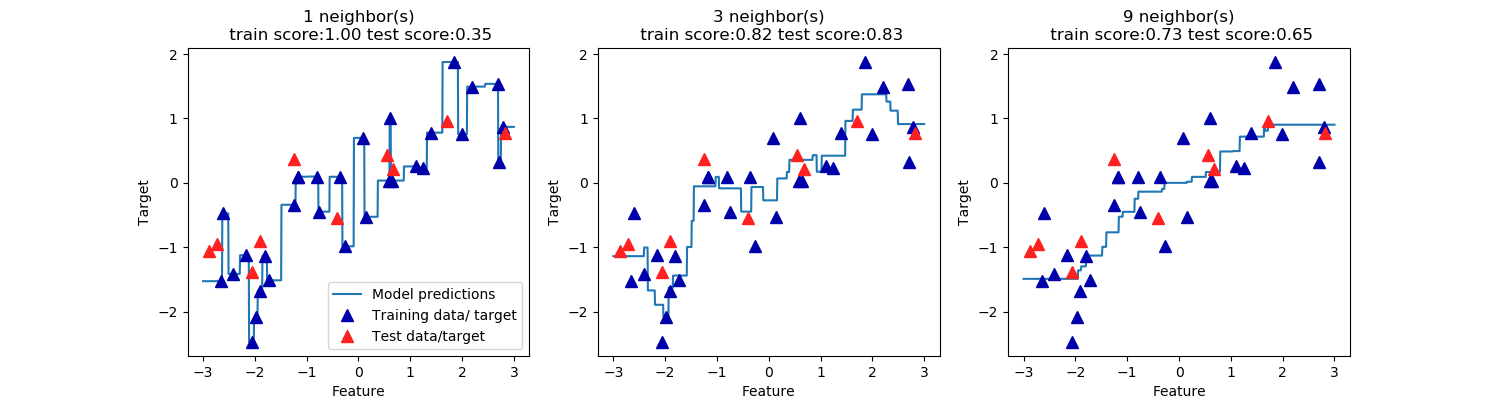 1 neighbor(s)
train score:1.00 test score:0.35
2
1
0
−1
−2
Target
−3
−2
−1
0
1
2
3
Feature
Model predictions
Training data/ target
Test data/target
3 neighbor(s)
train score:0.82 test score:0.83
2
1
0
−1
−2
Target
−3
−2
−1
0
1
2
3
Feature
9 neighbor(s)
train score:0.73 test score:0.65
2
1
0
−1
−2
Target
−3
−2
−1
0
1
2
3
Feature